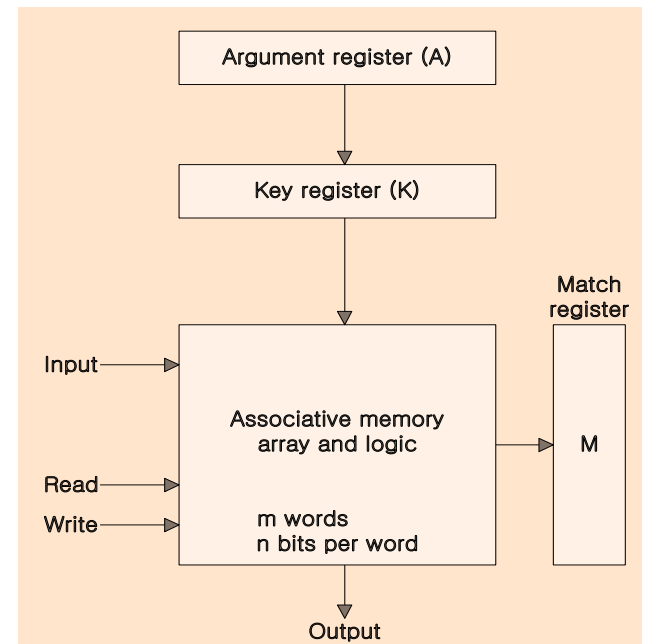 Argument register (A)
Key register (K)
Match
register
Input
Associative memory
array and logic
M
Read
Write
m words
n bits per word
Output